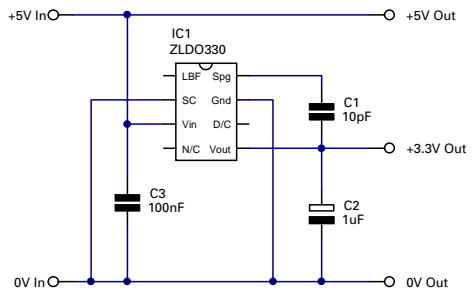 +5V In
+5V Out
IC1
ZLDO330
LBF Spg
SC Gnd
Vin D/C
N/C Vout
C1
10pF
+3.3V Out
C3
100nF
C2
1uF
0V In
0V Out